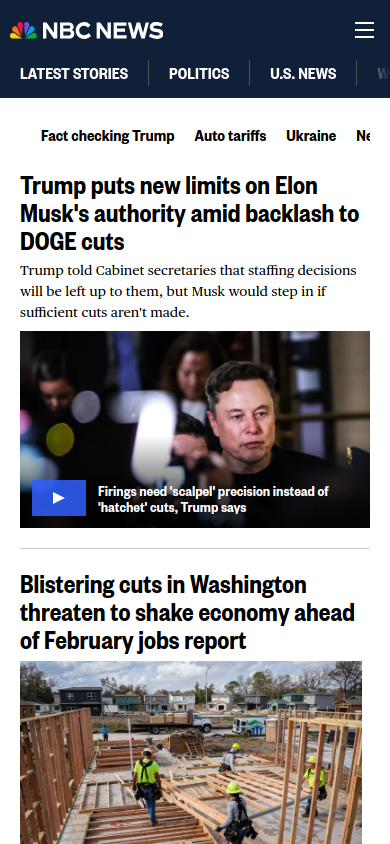 NBC NEWS
LATEST STORIES
POLITICS
U.S. NEWS
Fact checking Trump
Auto tariffs
Ukraine
Trump puts new limits on Elon
Musk's authority amid backlash to
DOGE cuts
Trump told Cabinet secretaries that staffing decisions
will be left up to them, but Musk would step in if
sufficient cuts aren't made.
Firings need 'scalpel' precision instead of
'hatchet' cuts, Trump says
Blistering cuts in Washington
threaten to shake economy ahead
of February jobs report